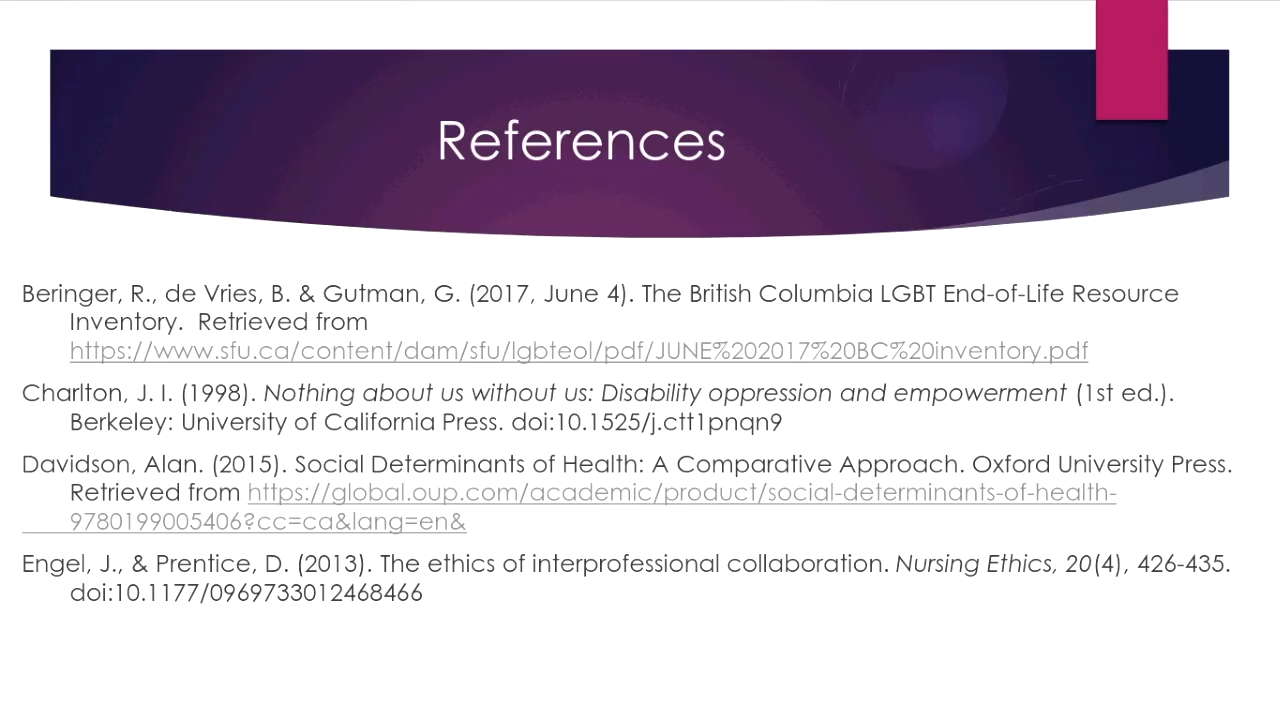 References
Beringer, R., de Vries, B. & Gutman, G. (2017, June 4). The British Columbia LGBT End-of-Life Resource
Inventory.  Retrieved from
https://www.sfu.ca/content/dam/sfu/lgbteol/pdf/JUNE%202017%20BC%20inventory.pdf
Charlton, J. I. (1998). Nothing about us without us: Disability oppression and empowerment (1st ed.).
Berkeley: University of California Press. doi:10.1525/j.ctt1pnqn9
Davidson, Alan. (2015). Social Determinants of Health: A Comparative Approach. Oxford University Press.
Retrieved from https://global.oup.com/academic/product/social-determinants-of-health-
9780199005406?cc=ca&lang=en&
Engel, J., & Prentice, D. (2013). The ethics of interprofessional collaboration. Nursing Ethics, 20(4), 426-435.
doi:10.1177/0969733012468466